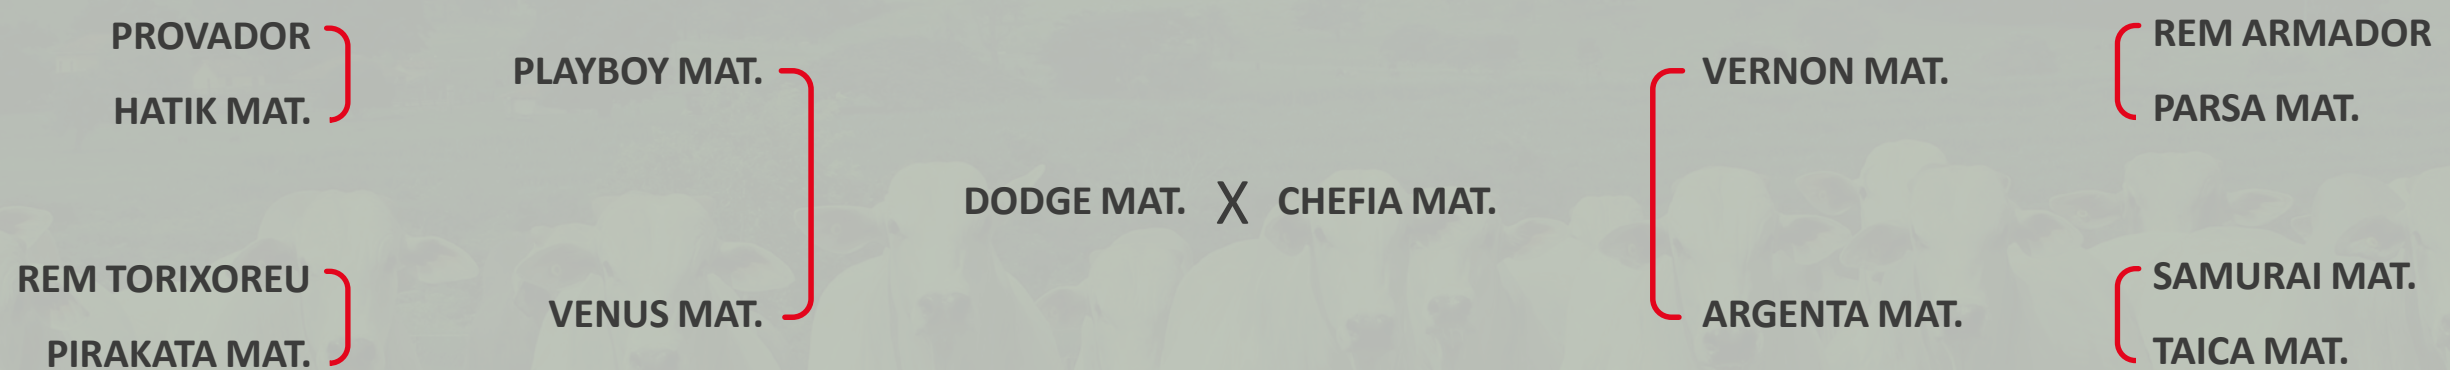 PROVADOR
HATIK MAT.
REM TORIXOREU
PIRAKATA MAT.
PLAYBOY MAT.
VENUS MAT.
DODGE MAT. X CHEFIA MAT.
VERNON MAT.
ARGENTA MAT.
REM ARMADOR
PARSA MAT.
SAMURAI MAT.
TAICA MAT.